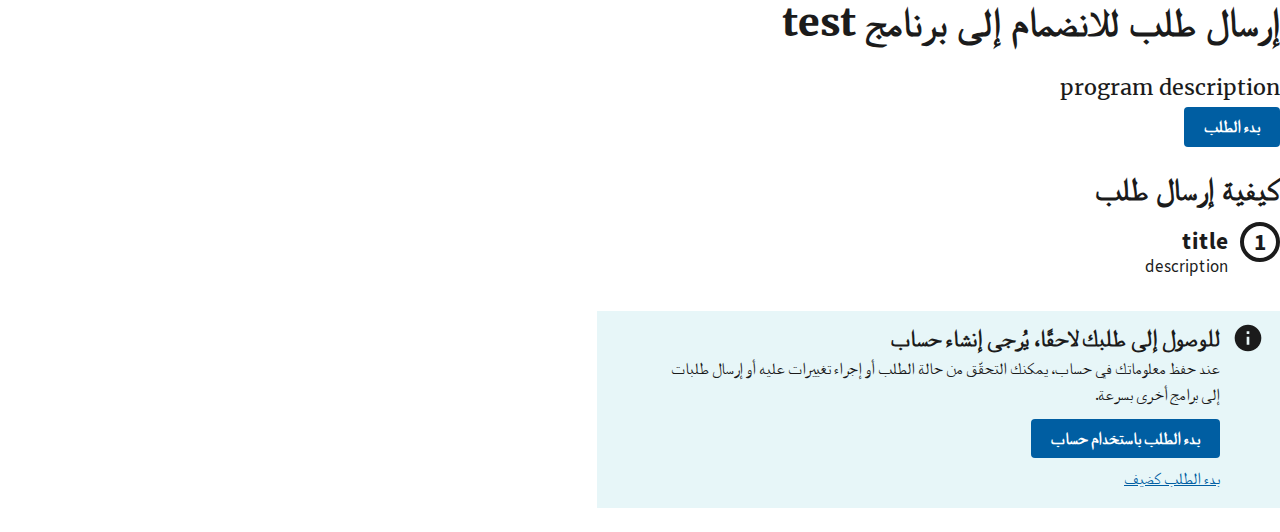 إرسال طلب للانضمام إلى برنامج test
program description
بدء الطلب
كيفية إرسال طلب
1
title
description
للوصول إلى طلبك لاحقًا، يُرجى إنشاء حساب
عند حفظ معلوماتك في حساب، يمكنك التحقّق من حالة الطلب أو إجراء تغييرات عليه أو إرسال طلبات
إلى برامج أخرى بسرعة.
بدء الطلب باستخدام حساب
بدء الطلب كضيف